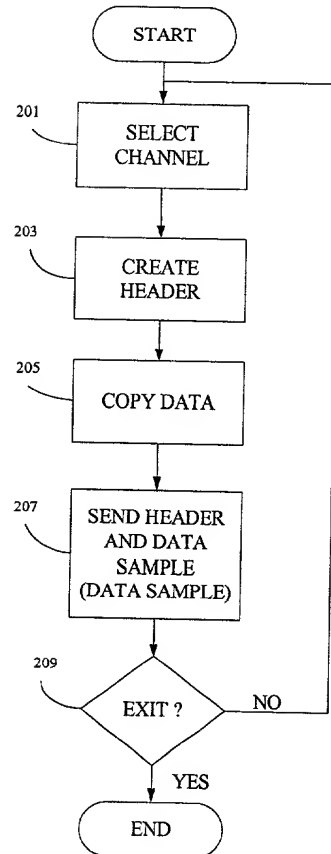 START
201
SELECT
CHANNEL
203
CREATE
HEADER
205
COPY DATA
207
SEND HEADER
AND DATA
SAMPLE
(DATA SAMPLE)
209
EXIT ?
NO
YES
END